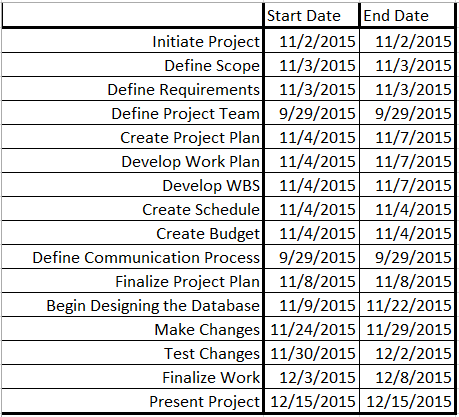 Start Date End Date
Initiate Project 11/2/2015 11/2/2015
Define Scope 11/3/2015 11/3/2015
Define Requirements 11/3/2015 11/3/2015
Define Project Team 9/29/2015 9/29/2015
Create Project Plan 11/4/2015 11/7/2015
Develop Work Plan 11/4/2015 11/7/2015
Develop WBS 11/4/2015 11/7/2015
Create Schedule 11/4/2015 11/4/2015
Create Budget 11/4/2015 11/4/2015
Define Communication Process 9/29/2015 9/29/2015
Finalize Project Plan 11/8/2015 11/8/2015
Begin Designing the Database 11/9/2015 11/22/2015
Make Changes 11/24/2015 11/29/2015
Test Changes 11/30/2015 12/2/2015
Finalize Work 12/3/2015 12/8/2015
Present Project 12/15/2015 12/15/2015